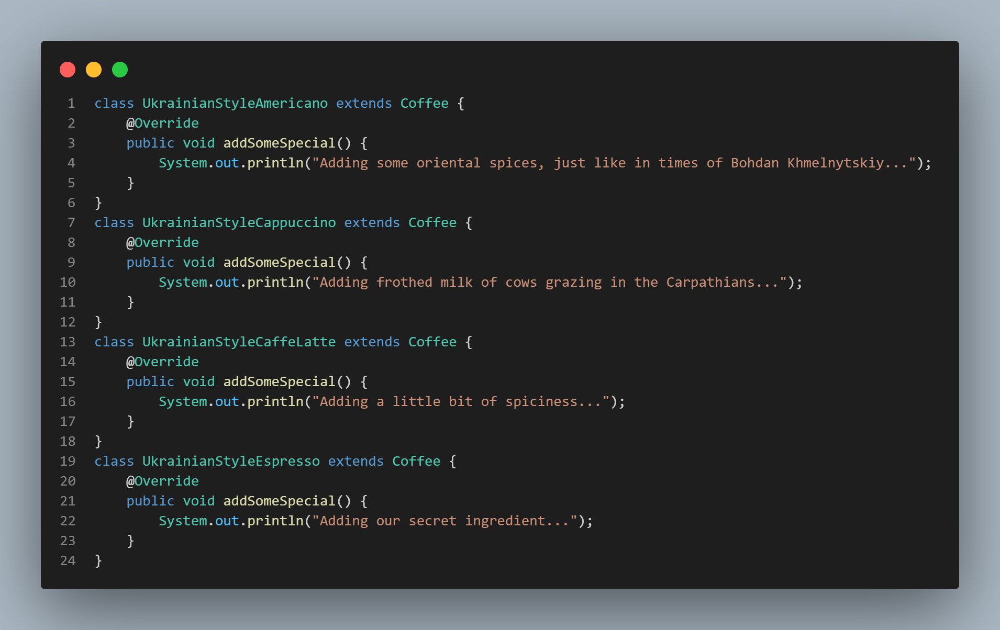 1 class UkrainianStyleAmericano extends Coffee {
2     @Override
3     public void addSomeSpecial() {
4         System.out.println("Adding some oriental spices, just like in times of Bohdan Khmelnytskiy...");
5     }
6 }
7 class UkrainianStyleCappuccino extends Coffee {
8     @Override
9     public void addSomeSpecial() {
10         System.out.println("Adding frothed milk of cows grazing in the Carpathians...");
11     }
12 }
13 class UkrainianStyleCaffeLatte extends Coffee {
14     @Override
15     public void addSomeSpecial() {
16         System.out.println("Adding a little bit of spiciness...");
17     }
18 }
19 class UkrainianStyleEspresso extends Coffee {
20     @Override
21     public void addSomeSpecial() {
22         System.out.println("Adding our secret ingredient...");
23     }
24 }